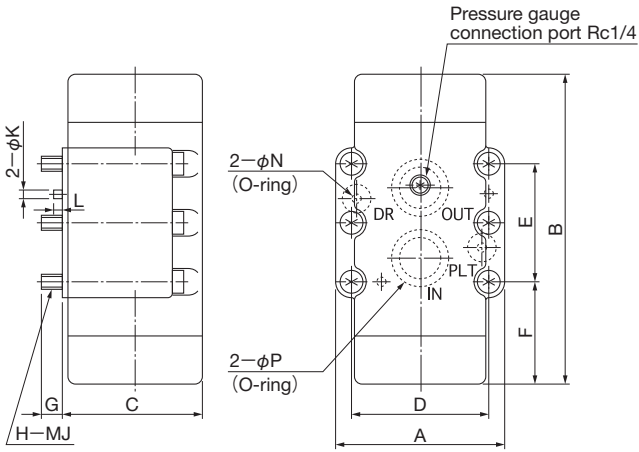 Pressure gauge
connection port Rc1/4
2－φK
2－φN
(O-ring)
L
DR
OUT
E
B
PLT
IN
F
2－φP
(O-ring)
G
C
D
H－MJ
A